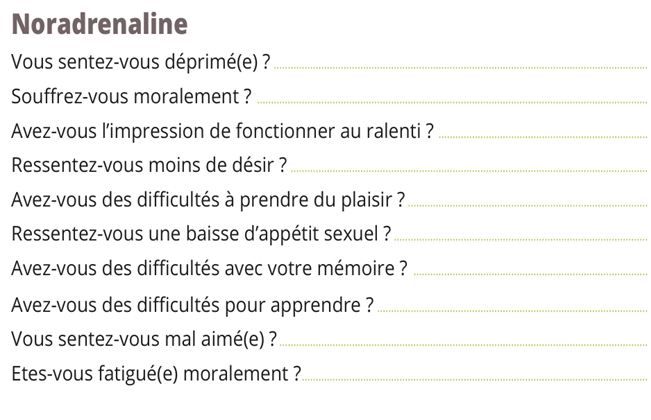 Noradrenaline
Vous sentez-vous déprimé(e) ?
Souffrez-vous moralement ?
Avez-vous l’impression de fonctionner au ralenti ?
Ressentez-vous moins de désir ?
Avez-vous des difficultés à prendre du plaisir ?
Ressentez-vous une baisse d’appétit sexuel ?
Avez-vous des difficultés avec votre mémoire ?
Avez-vous des difficultés pour apprendre ?
Vous sentez-vous mal aimé(e) ?
Etes-vous fatigué(e) moralement ?